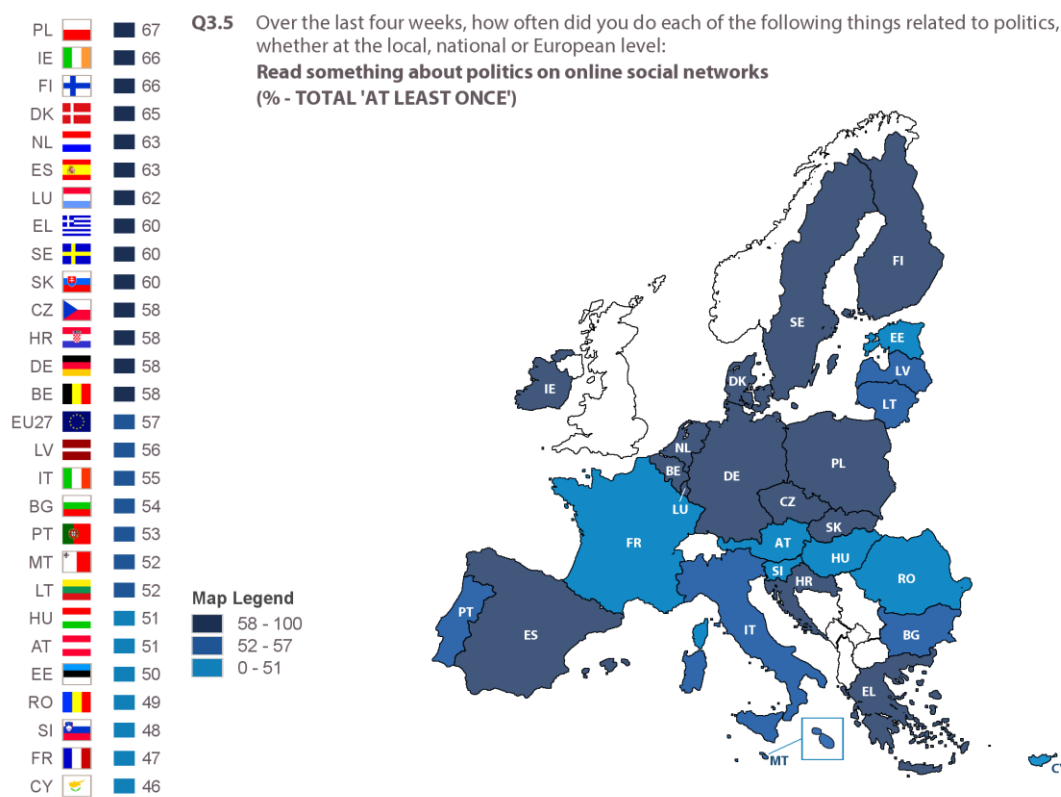 Q3.5 Over the last four weeks, how often did you do each of the following things related to politics,
whether at the local, national or European level:
Read something about politics on online social networks
(% - TOTAL 'AT LEAST ONCE')
PL 67
IE 66
FI 66
DK 65
NL 63
ES 63
LU 62
EL 60
SE 60
SK 60
CZ 58
HR 58
DE 58
BE 58
EU27 57
LV 56
IT 55
BG 54
PT 53
MT 52
LT 52
HU 51
AT 51
EE 50
RO 49
SI 48
FR 47
CY 46
Map Legend
58 - 100
52 - 57
0 - 51
FI
SE
EE
LV
LT
DK
IE
NL
BE
LU
DE
PL
CZ
SK
AT
HU
SI
HR
RO
FR
IT
BG
PT
ES
EL
MT
C